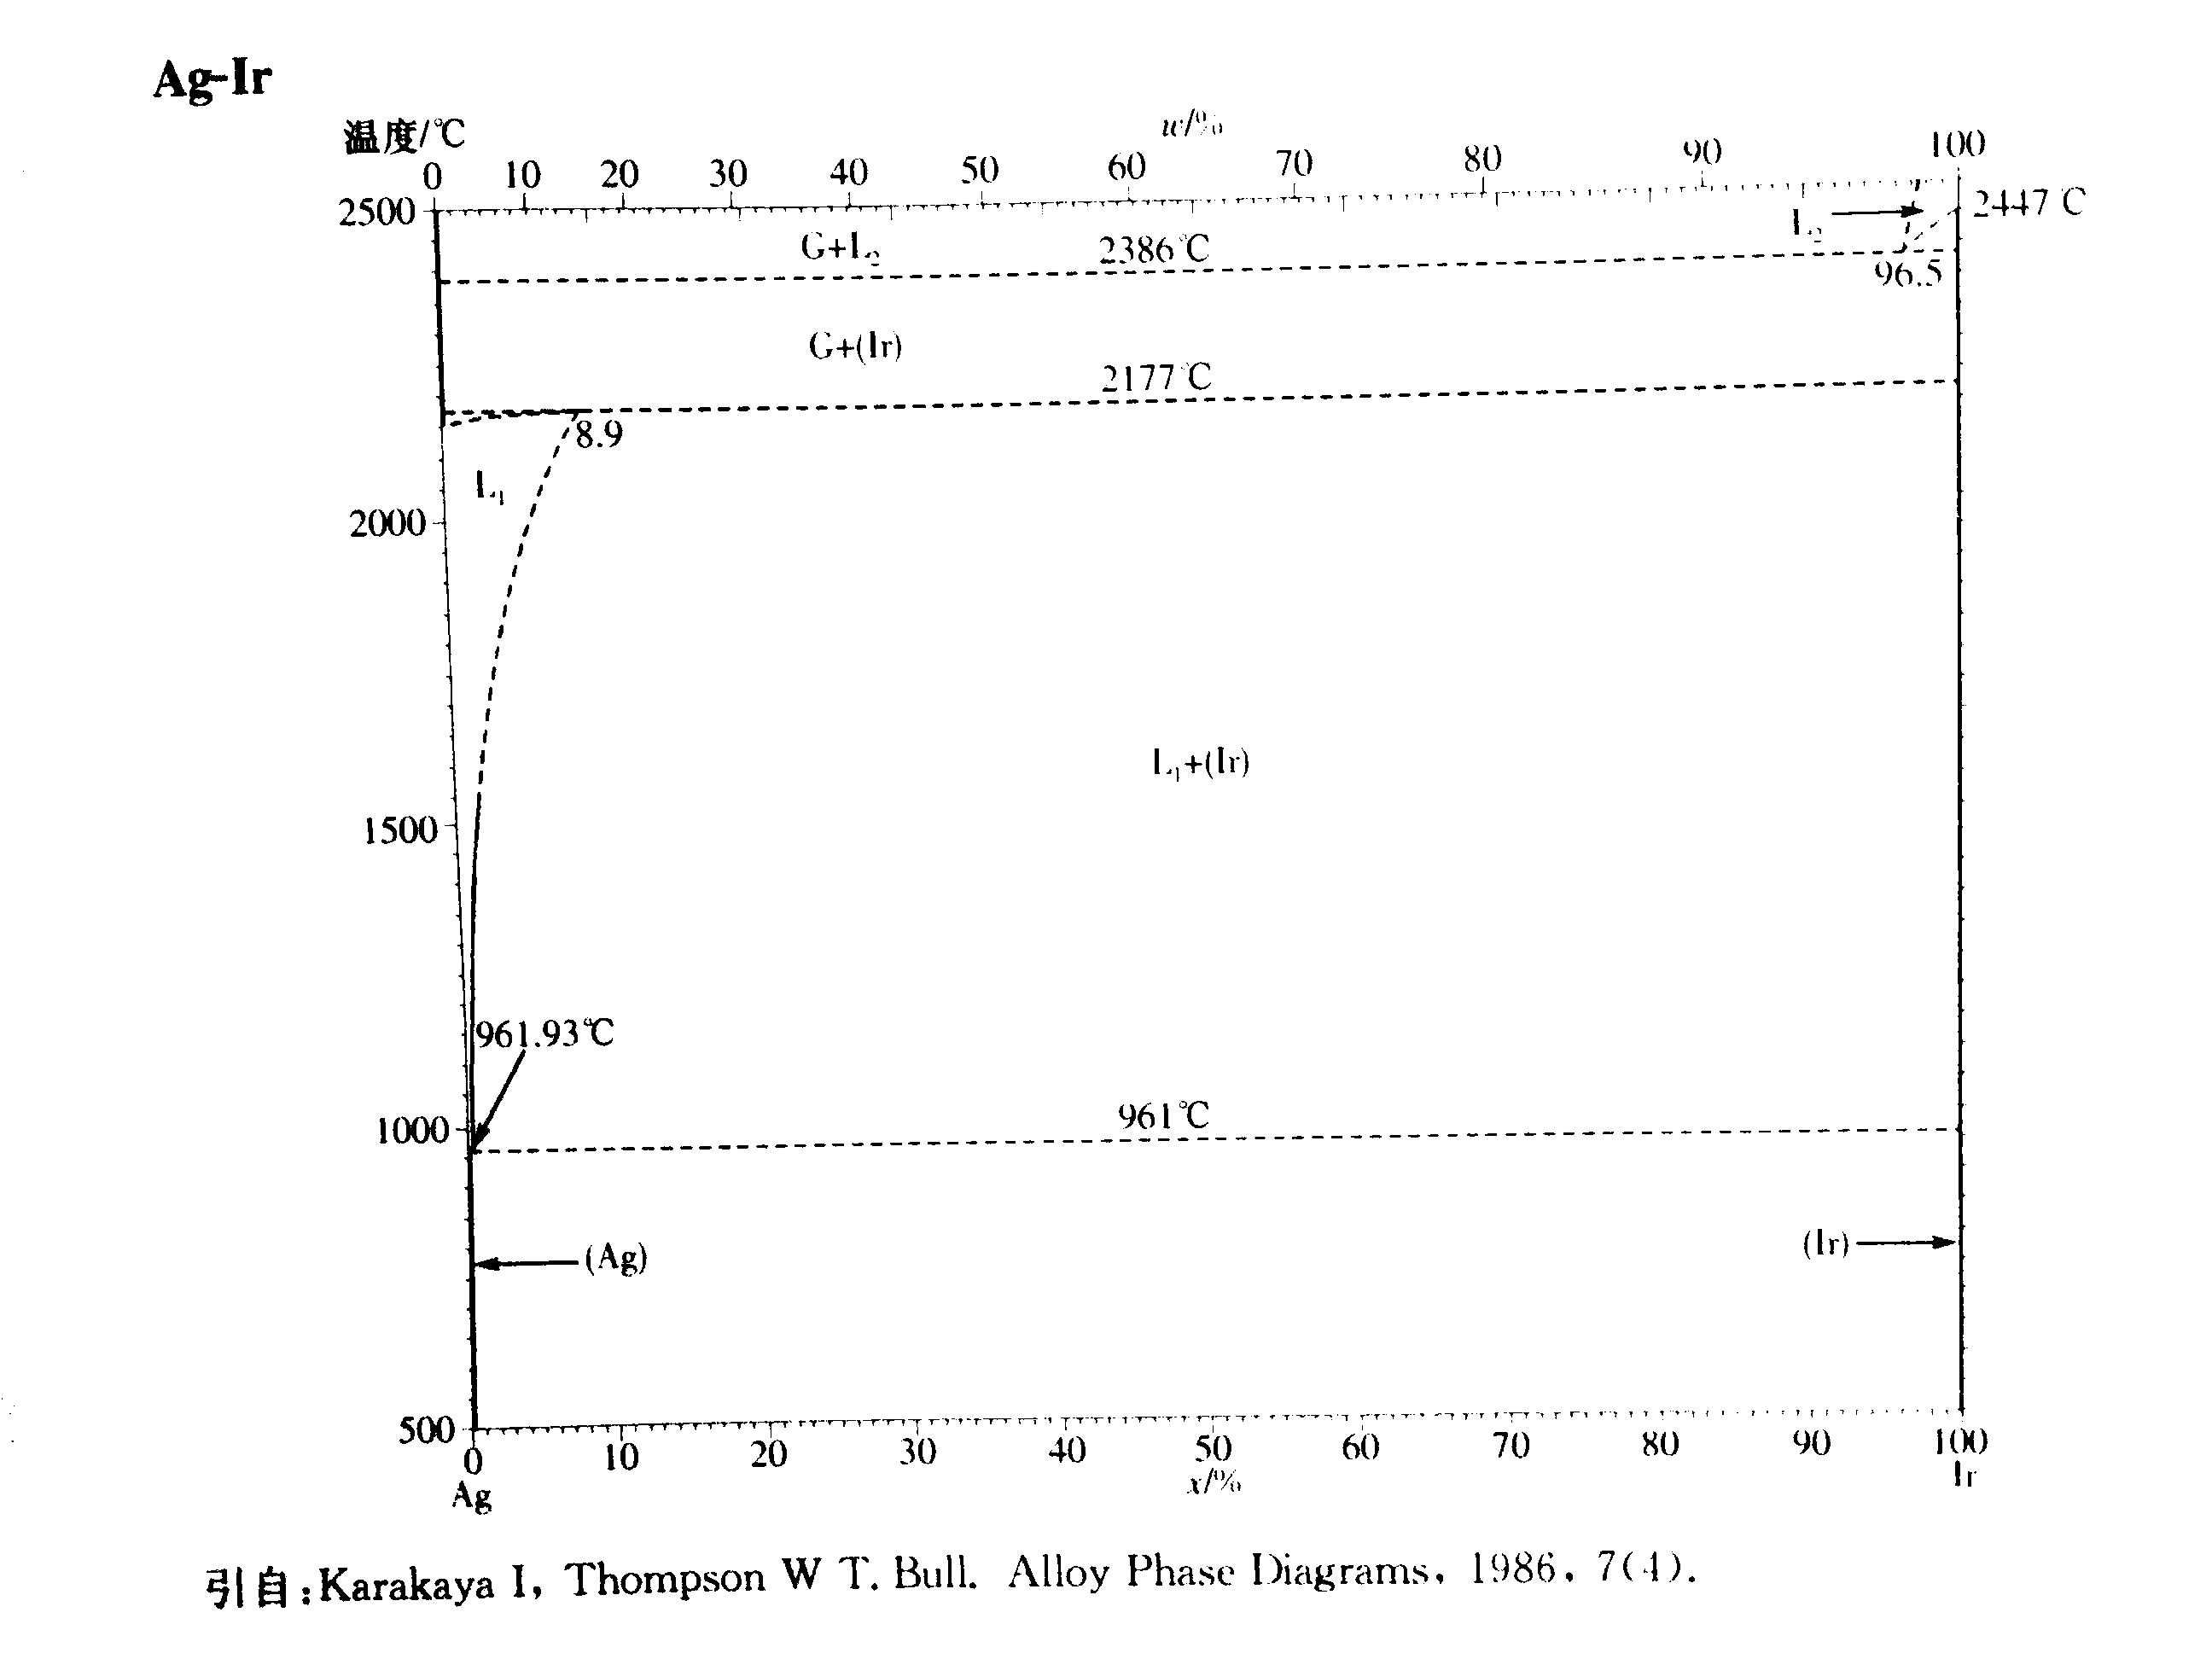 Ag-Ir
温度/℃
w/%
0 10 20 30 40 50 60 70 80 90 100
2500
2447 C
L₂
G+L₂
2386℃
96.5
G+(Ir)
2177℃
8.9
L₁
2000
L₁+(Ir)
1500
961.93℃
1000
961℃
(Ag)
(Ir)
500
0 10 20 30 40 50 60 70 80 90 100
Ag
x/%
Ir
引自:Karakaya I, Thompson W T. Bull. Alloy Phase Diagrams, 1986, 7(4).